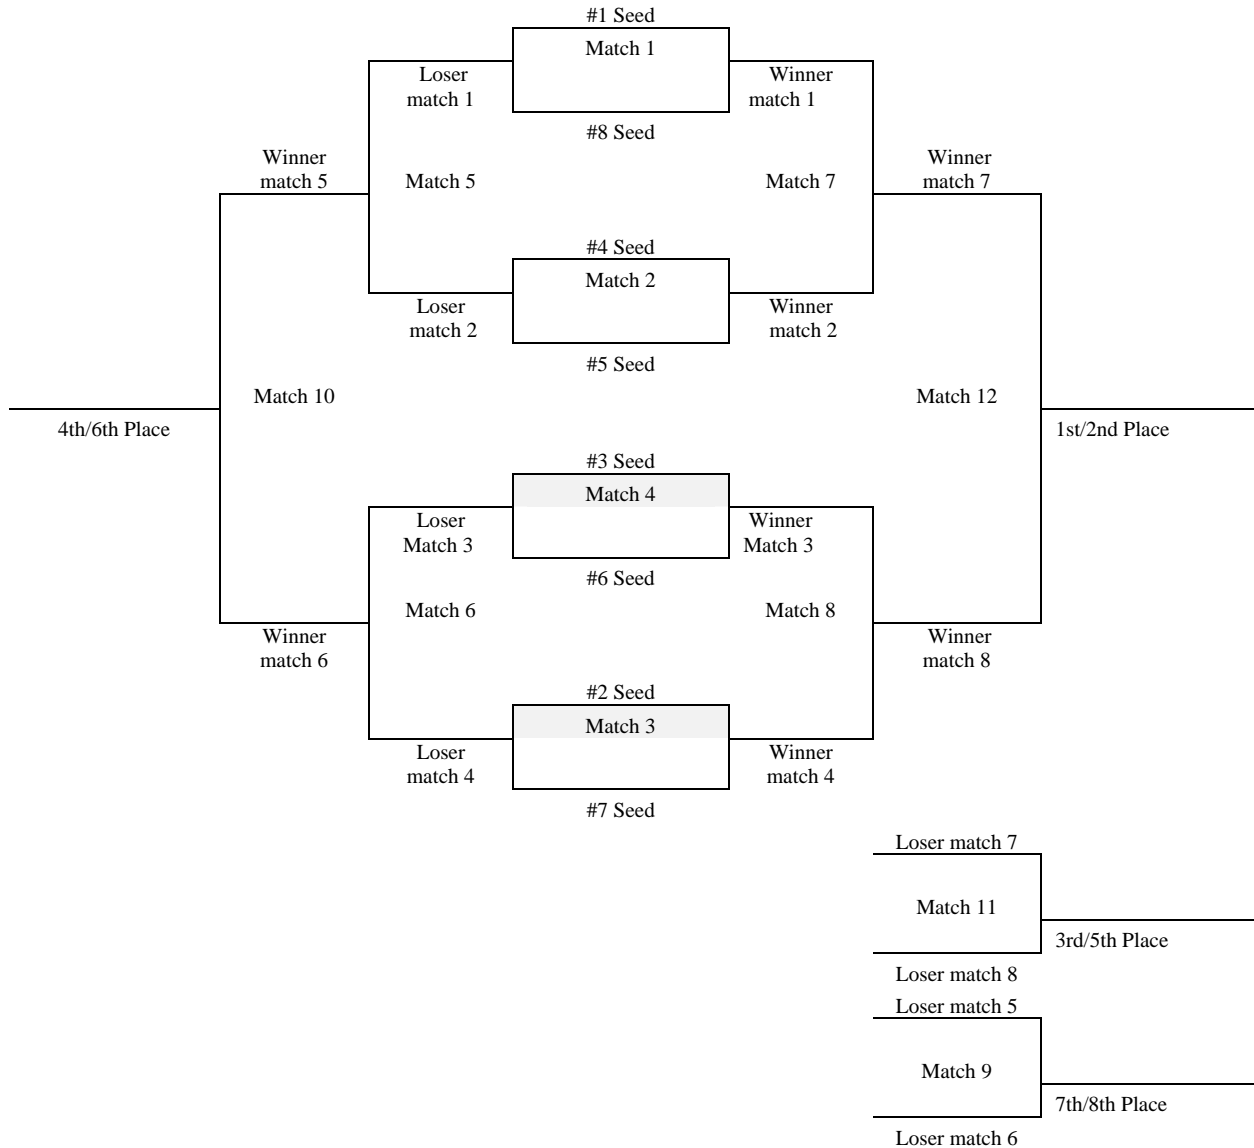 #1 Seed
Match 1
Loser
match 1
Winner
match 1
#8 Seed
Winner
match 5
Match 5
Match 7
Winner
match 7
#4 Seed
Match 2
Loser
match 2
Winner
match 2
#5 Seed
Match 10
Match 12
4th/6th Place
1st/2nd Place
#3 Seed
Match 4
Loser
Match 3
Winner
Match 3
#6 Seed
Match 6
Match 8
Winner
match 6
Winner
match 8
#2 Seed
Match 3
Loser
match 4
Winner
match 4
#7 Seed
Loser match 7
Match 11
3rd/5th Place
Loser match 8
Loser match 5
Match 9
7th/8th Place
Loser match 6